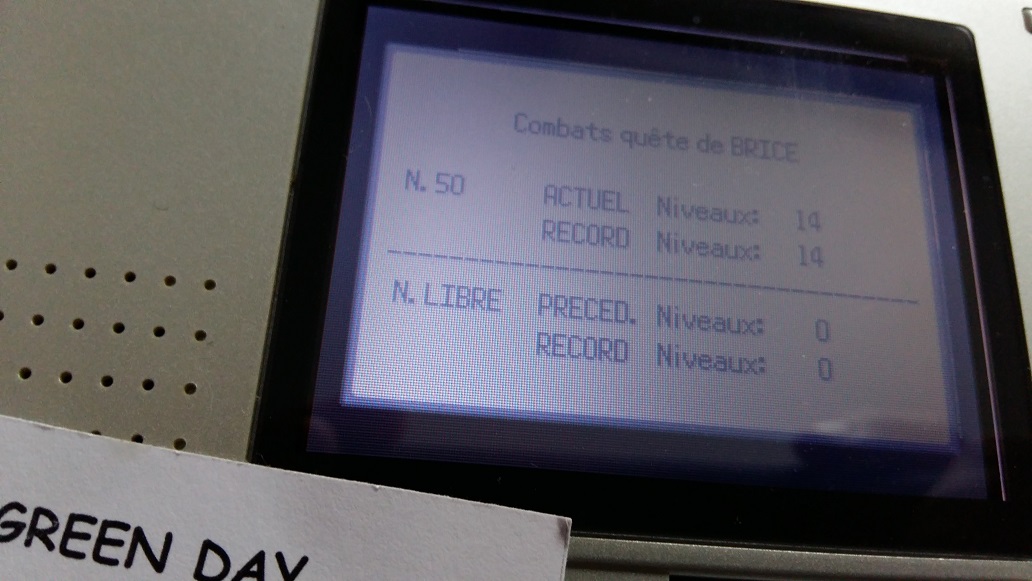 Combats quête de BRICE
N. 50 ACTUEL Niveaux: 14
RECORD Niveaux: 14
N. LIBRE PRECED. Niveaux: 0
RECORD Niveaux: 0
GREEN DAY